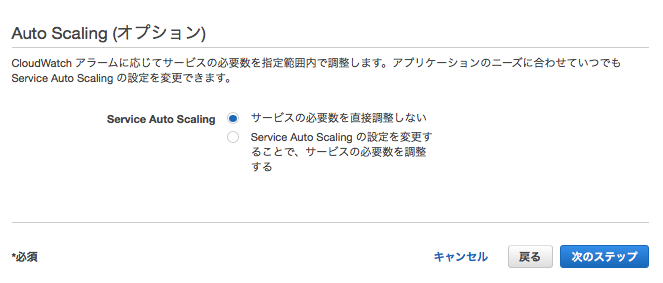 Auto Scaling (オプション)
CloudWatch アラームに応じてサービスの必要数を指定範囲内で調整します。アプリケーションのニーズに合わせていつでも
Service Auto Scaling の設定を変更できます。
Service Auto Scaling
サービスの必要数を直接調整しない
Service Auto Scaling の設定を変更す
ることで、サービスの必要数を調整
する
*必須
キャンセル
戻る
次のステップ